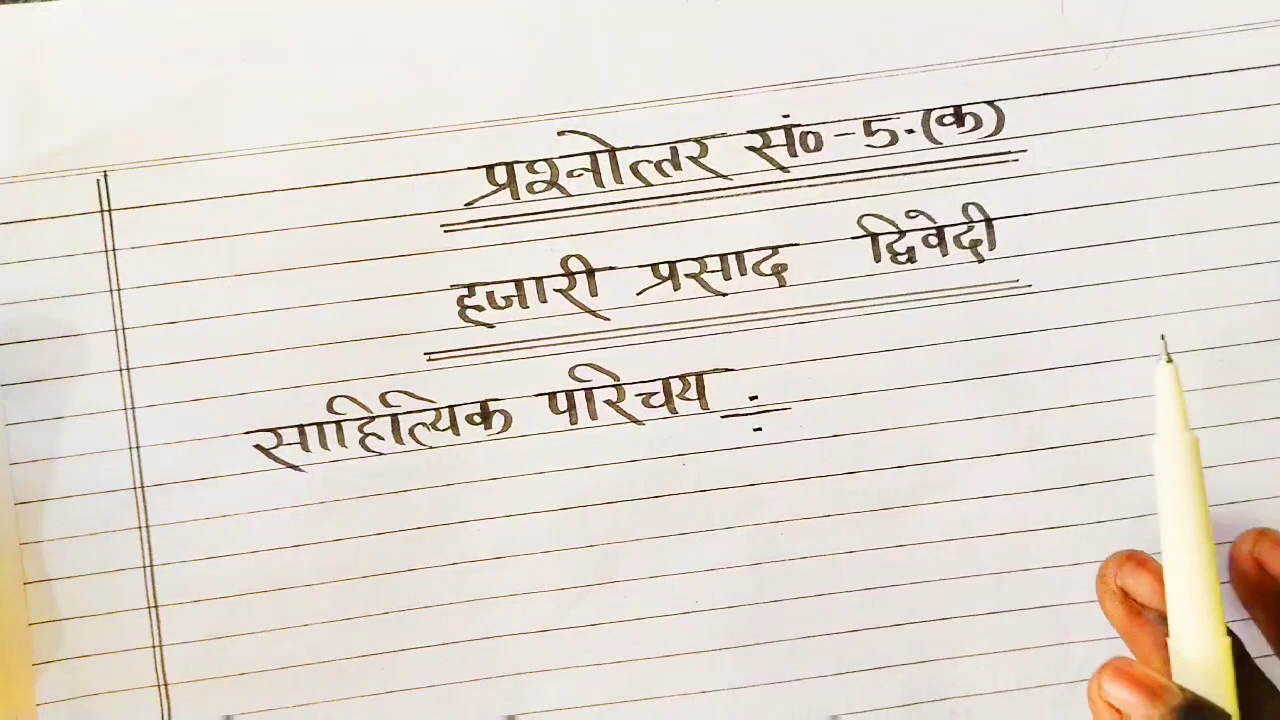 प्रश्नोत्तर सं० - 5.(क)
हजारी प्रसाद द्विवेदी
साहित्यिक परिचय :-